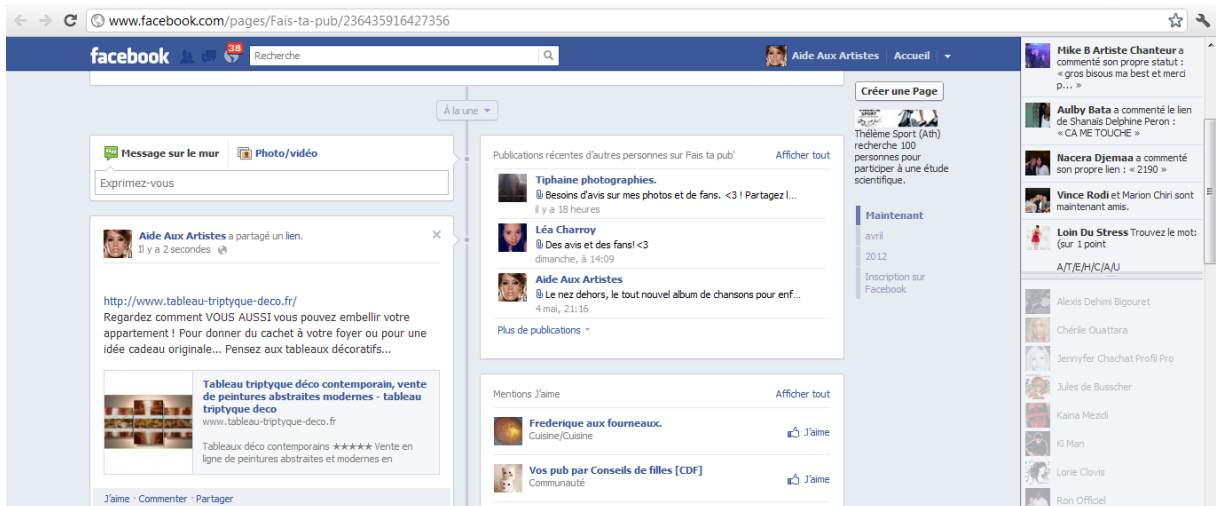 www.facebook.com/pages/Fais-ta-pub/236435916427356
facebook
38
Recherche
Aide Aux Artistes
Accueil
À la une
Message sur le mur
Photo/vidéo
Exprimez-vous
Aide Aux Artistes a partagé un lien.
Il y a 2 secondes
http://www.tableau-triptyque-deco.fr/
Regardez comment VOUS AUSSI vous pouvez embellir votre
appartement ! Pour donner du cachet à votre foyer ou pour une
idée cadeau originale... Pensez aux tableaux décoratifs...
Tableau triptyque déco contemporain, vente
de peintures abstraites modernes - tableau
triptyque deco
www.tableau-triptyque-deco.fr
Tableaux déco contemporains ★★★★★ Vente en
ligne de peintures abstraites et modernes en
J'aime · Commenter · Partager
Publications récentes d'autres personnes sur Fais ta pub'
Afficher tout
Tiphaine photographies.
Besoins d'avis sur mes photos et de fans. <3 ! Partagez l...
il y a 18 heures
Léa Charroy
Des avis et des fans! <3
dimanche, à 14:09
Aide Aux Artistes
Le nez dehors, le tout nouvel album de chansons pour enf...
4 mai, 21:16
Plus de publications
Mentions J'aime
Afficher tout
Frederique aux fourneaux.
Cuisine/Cuisine
J'aime
Vos pub par Conseils de filles [CDF]
Communauté
J'aime
Créer une Page
Thélème Sport (Ath)
recherche 100
personnes pour
participer à une étude
scientifique.
Maintenant
avril
2012
Inscription sur
Facebook
Mike B Artiste Chanteur a
commenté son propre statut :
« gros bisous ma best et merci
p... »
Aulby Bata a commenté le lien
de Shanaïs Delphine Peron :
« CA ME TOUCHE »
Nacera Djemaa a commenté
son propre lien : « 2190 »
Vince Rodi et Marion Chiri sont
maintenant amis.
Loin Du Stress Trouvez le mot:
(sur 1 point
A/T/E/H/C/A/U
Alexis Dehimi Bigouret
Chérile Ouattara
Jennyfer Chachat Profil Pro
Jules de Busscher
Kaina Mezidi
Ki Man
Lorie Clovis
Ron Officiel